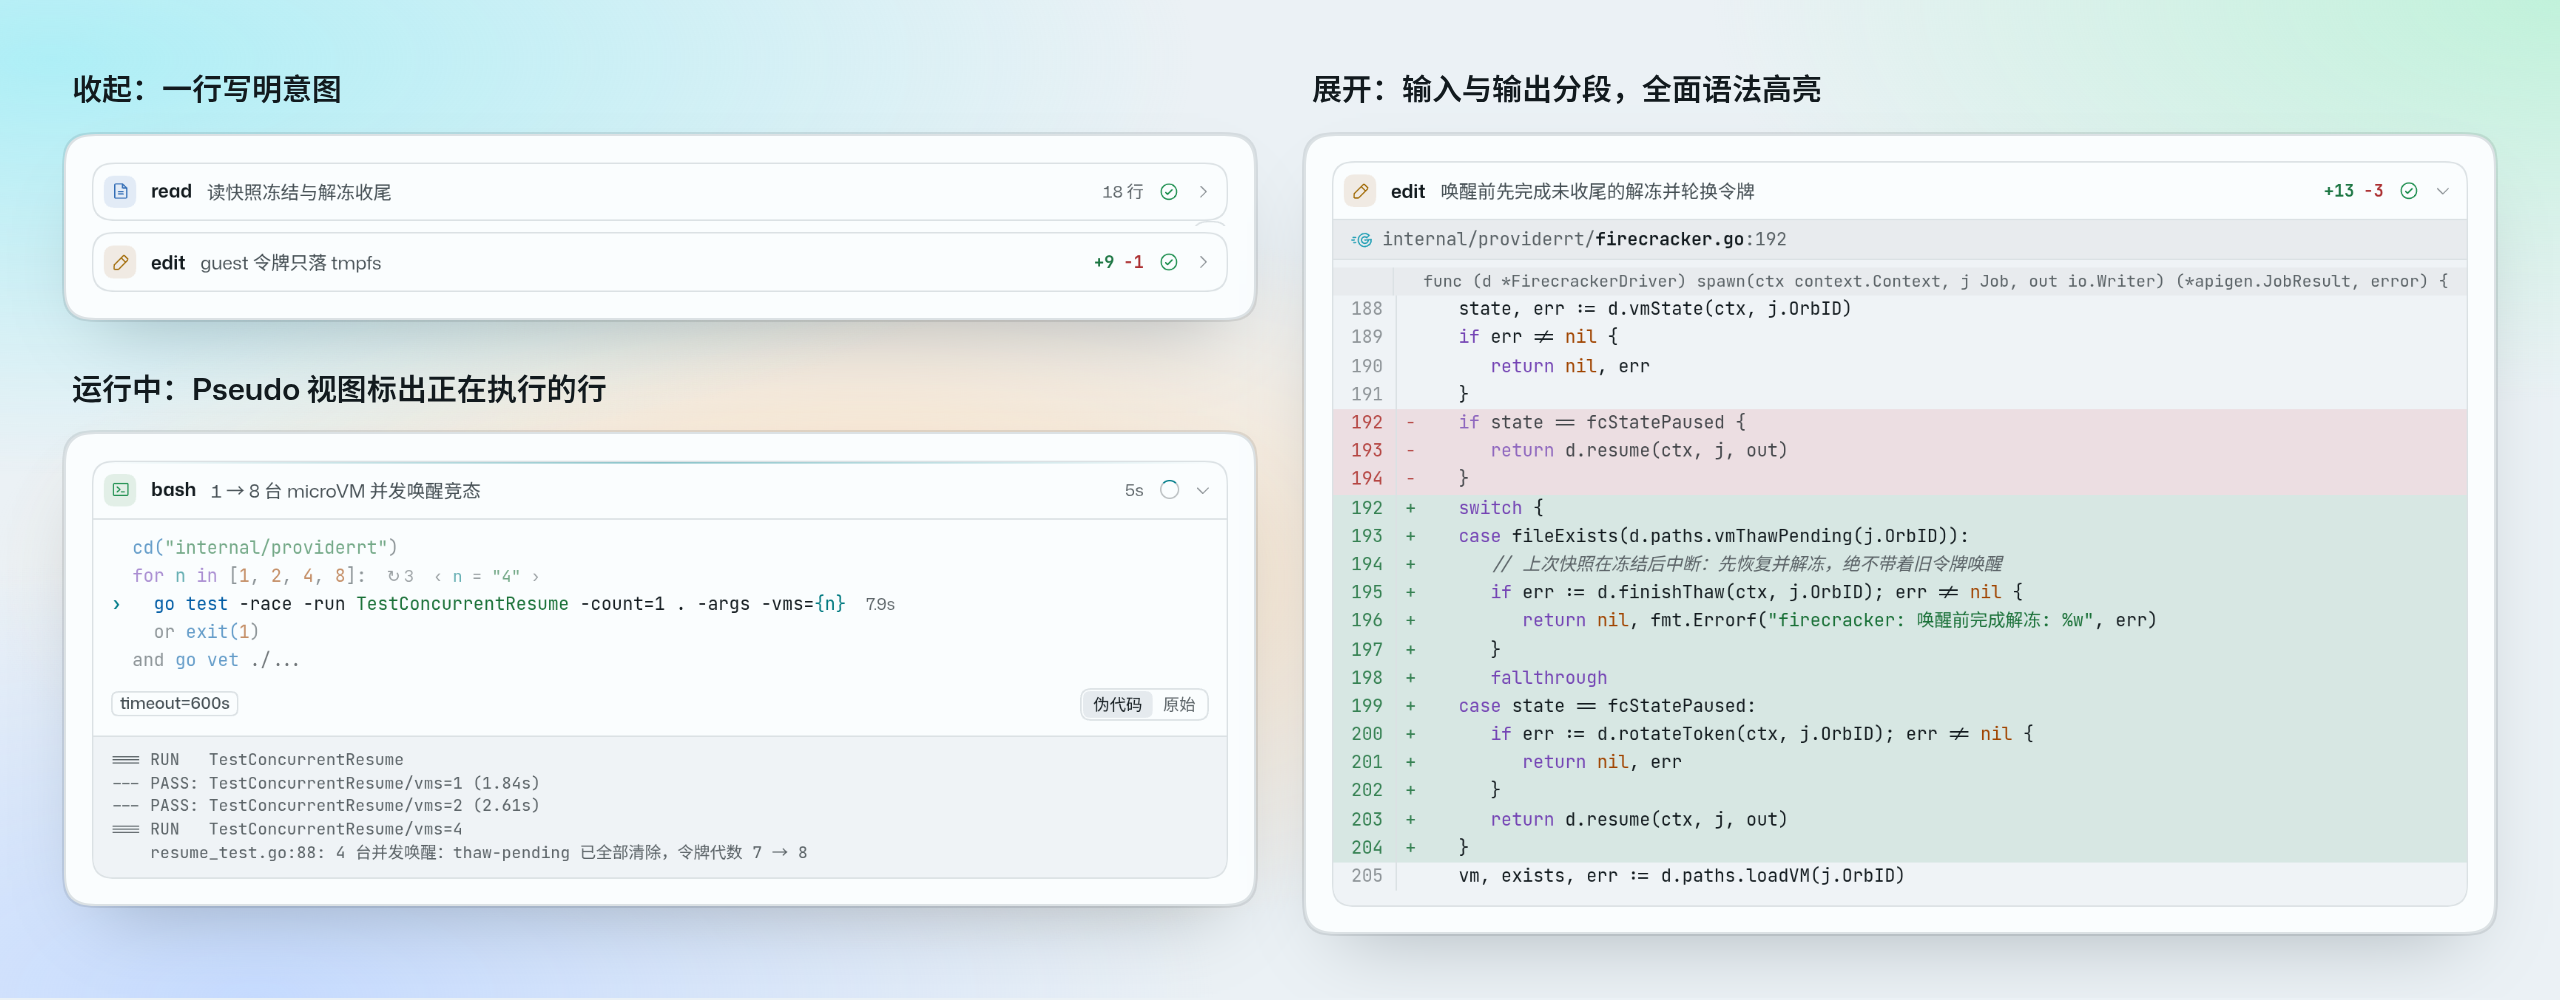 收起：一行写明意图
read 读快照冻结与解冻收尾 18 行
edit guest 令牌只落 tmpfs +9 -1
运行中：Pseudo 视图标出正在执行的行
bash 1 → 8 台 microVM 并发唤醒竞态 5s
cd("internal/providerrt")
for n in [1, 2, 4, 8]: ↻3 ‹ n = "4" ›
› go test -race -run TestConcurrentResume -count=1 . -args -vms={n} 7.9s
or exit(1)
and go vet ./...
timeout=600s 伪代码 原始
=== RUN TestConcurrentResume
--- PASS: TestConcurrentResume/vms=1 (1.84s)
--- PASS: TestConcurrentResume/vms=2 (2.61s)
=== RUN TestConcurrentResume/vms=4
resume_test.go:88: 4 台并发唤醒：thaw-pending 已全部清除，令牌代数 7 → 8
展开：输入与输出分段，全面语法高亮
edit 唤醒前先完成未收尾的解冻并轮换令牌 +13 -3
internal/providerrt/firecracker.go:192
func (d *FirecrackerDriver) spawn(ctx context.Context, j Job, out io.Writer) (*apigen.JobResult, error) {
188 state, err := d.vmState(ctx, j.OrbID)
189 if err != nil {
190 return nil, err
191 }
192 - if state == fcStatePaused {
193 - return d.resume(ctx, j, out)
194 - }
192 + switch {
193 + case fileExists(d.paths.vmThawPending(j.OrbID)):
194 + // 上次快照在冻结后中断：先恢复并解冻，绝不带着旧令牌唤醒
195 + if err := d.finishThaw(ctx, j.OrbID); err != nil {
196 + return nil, fmt.Errorf("firecracker: 唤醒前完成解冻: %w", err)
197 + }
198 + fallthrough
199 + case state == fcStatePaused:
200 + if err := d.rotateToken(ctx, j.OrbID); err != nil {
201 + return nil, err
202 + }
203 + return d.resume(ctx, j, out)
204 + }
205 vm, exists, err := d.paths.loadVM(j.OrbID)